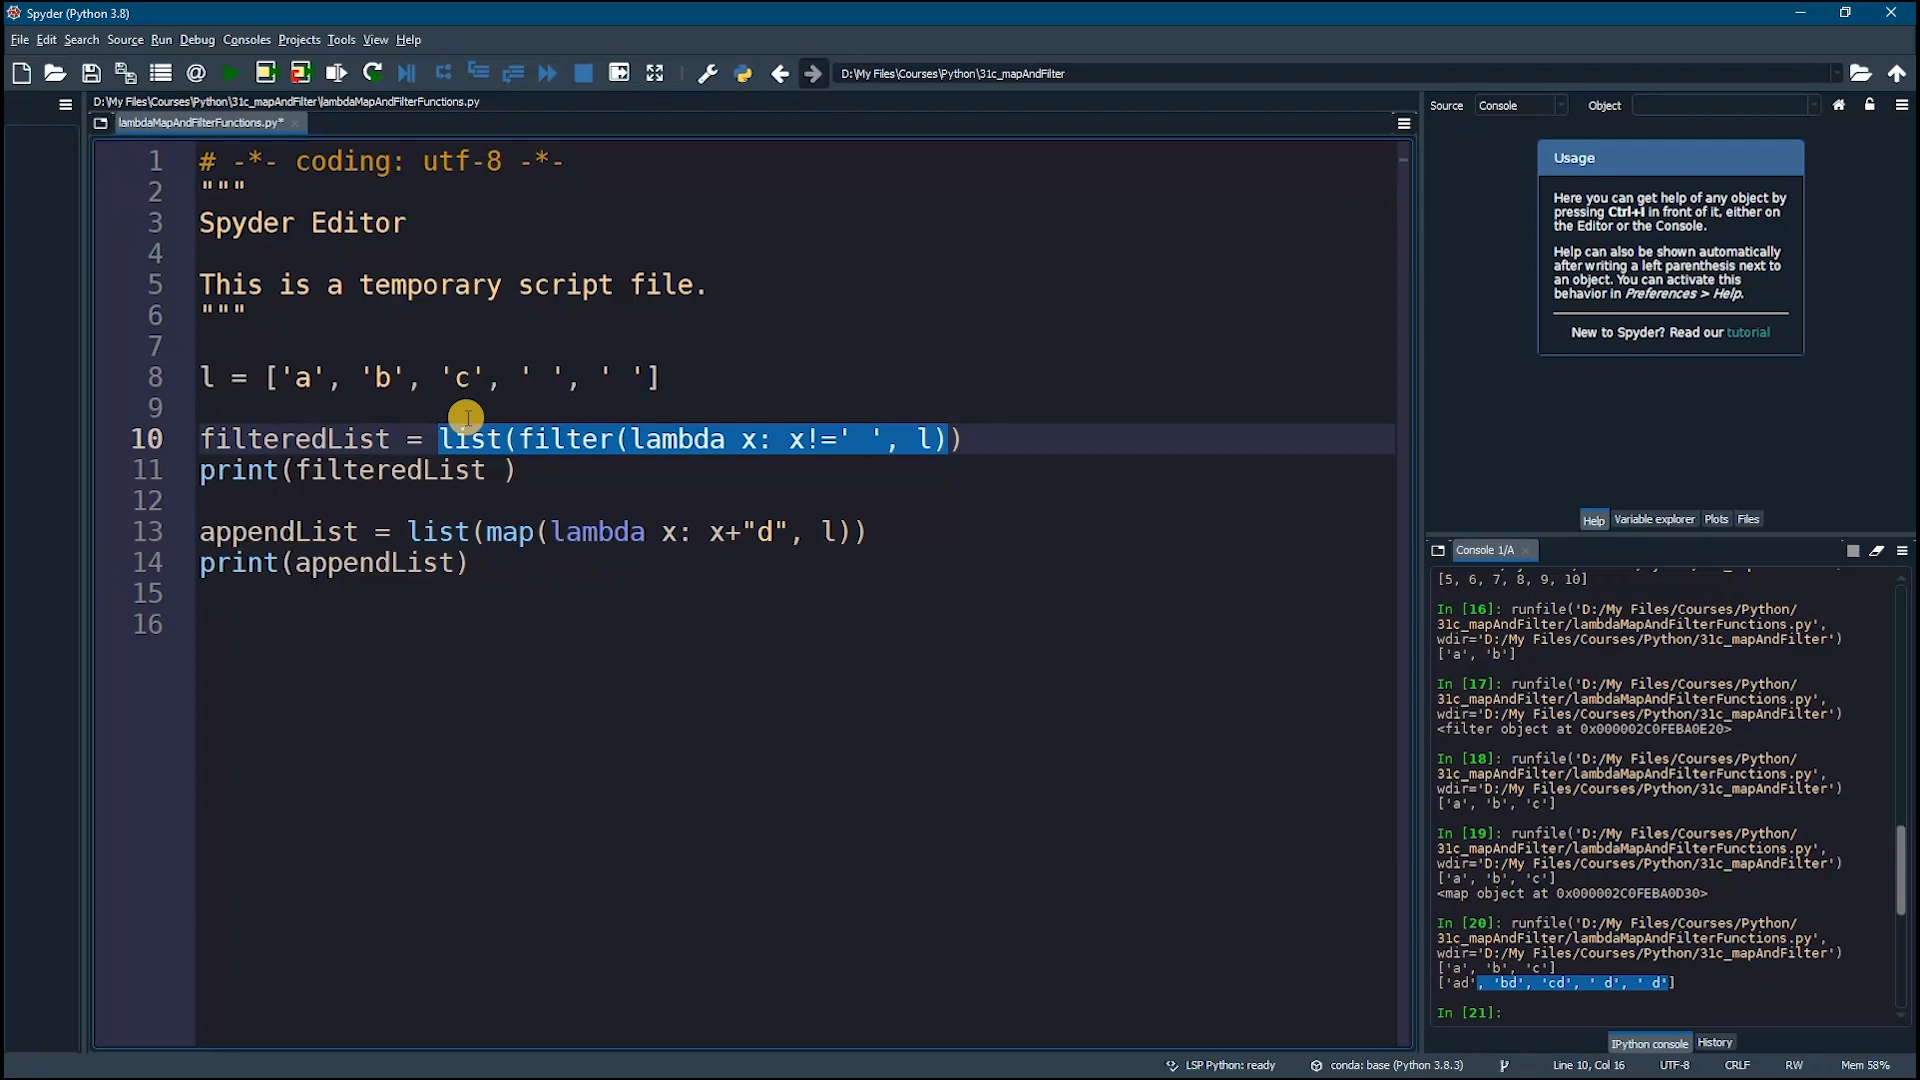 Spyder (Python 3.8)
File Edit Search Source Run Debug Consoles Projects Tools View Help
D:\My Files\Courses\Python\31c_mapAndFilter
D:\My Files\Courses\Python\31c_mapAndFilter\lambdaMapAndFilterFunctions.py
lambdaMapAndFilterFunctions.py*
1 # -*- coding: utf-8 -*-
2 """
3 Spyder Editor
4
5 This is a temporary script file.
6 """
7
8 l = ['a', 'b', 'c', ' ', ' ']
9
10 filteredList = list(filter(lambda x: x!=' ', l))
11 print(filteredList )
12
13 appendList = list(map(lambda x: x+"d", l))
14 print(appendList)
15
16
Source Console Object
Usage
Here you can get help of any object by
pressing Ctrl+I in front of it, either on
the Editor or the Console.
Help can also be shown automatically
after writing a left parenthesis next to
an object. You can activate this
behavior in Preferences > Help.
New to Spyder? Read our tutorial
Help Variable explorer Plots Files
Console 1/A
[5, 6, 7, 8, 9, 10]
In [16]: runfile('D:/My Files/Courses/Python/
31c_mapAndFilter/lambdaMapAndFilterFunctions.py',
wdir='D:/My Files/Courses/Python/31c_mapAndFilter')
['a', 'b']
In [17]: runfile('D:/My Files/Courses/Python/
31c_mapAndFilter/lambdaMapAndFilterFunctions.py',
wdir='D:/My Files/Courses/Python/31c_mapAndFilter')
<filter object at 0x000002C0FEBA0E20>
In [18]: runfile('D:/My Files/Courses/Python/
31c_mapAndFilter/lambdaMapAndFilterFunctions.py',
wdir='D:/My Files/Courses/Python/31c_mapAndFilter')
['a', 'b', 'c']
In [19]: runfile('D:/My Files/Courses/Python/
31c_mapAndFilter/lambdaMapAndFilterFunctions.py',
wdir='D:/My Files/Courses/Python/31c_mapAndFilter')
['a', 'b', 'c']
<map object at 0x000002C0FEBA0D30>
In [20]: runfile('D:/My Files/Courses/Python/
31c_mapAndFilter/lambdaMapAndFilterFunctions.py',
wdir='D:/My Files/Courses/Python/31c_mapAndFilter')
['a', 'b', 'c']
['ad', 'bd', 'cd', ' d', ' d']
In [21]:
IPython console History
LSP Python: ready conda: base (Python 3.8.3) Line 10, Col 16 UTF-8 CRLF RW Mem 58%